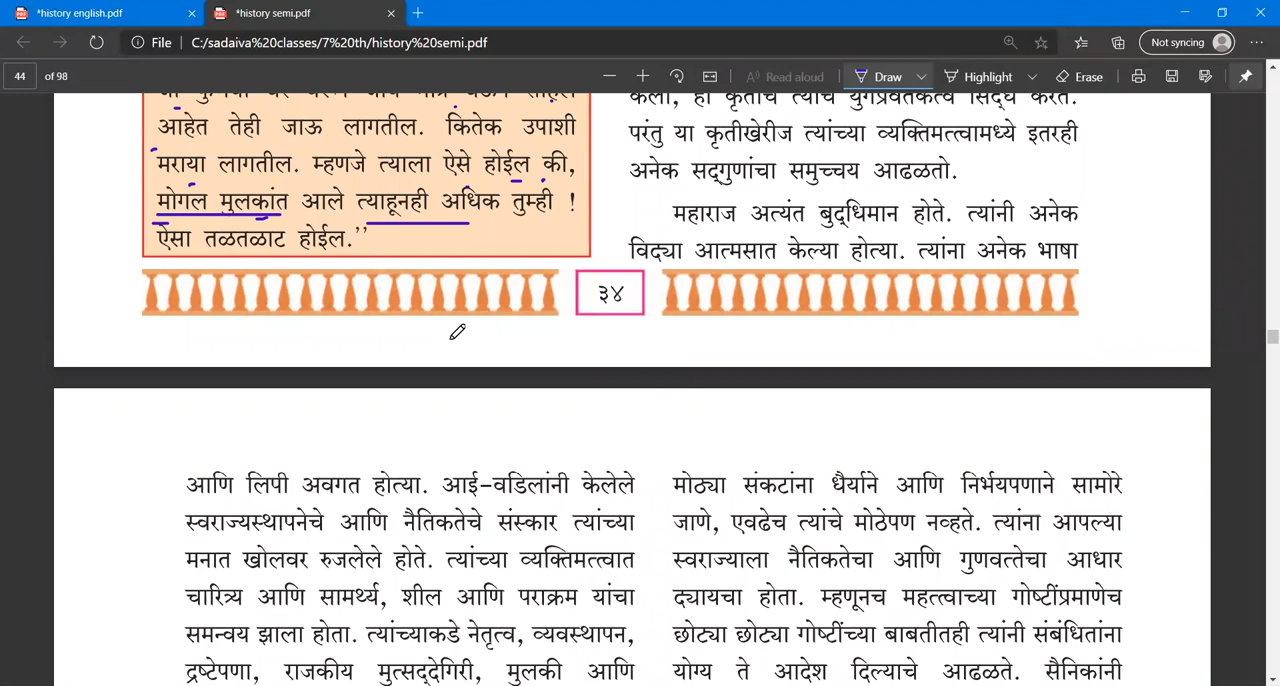 *history english.pdf
*history semi.pdf
File C:/sadaiva%20classes/7%20th/history%20semi.pdf
Not syncing
44 of 98
Read aloud
Draw
Highlight
Erase
आहेत तेही जाऊ लागतील. कितेक उपाशी
मराया लागतील. म्हणजे त्याला ऐसे होईल की,
मोगल मुलकांत आले त्याहूनही अधिक तुम्ही !
ऐसा तळतळाट होईल.’’
केला, हा कृतीच त्यांचे युगप्रवर्तकत्व सिद्ध करते.
परंतु या कृतीखेरीज त्यांच्या व्यक्तिमत्त्वामध्ये इतरही
अनेक सद्‌गुणांचा समुच्चय आढळतो.
महाराज अत्यंत बुद्धिमान होते. त्यांनी अनेक
विद्या आत्मसात केल्या होत्या. त्यांना अनेक भाषा
३४
आणि लिपी अवगत होत्या. आई-वडिलांनी केलेले
स्वराज्यस्थापनेचे आणि नैतिकतेचे संस्कार त्यांच्या
मनात खोलवर रुजलेले होते. त्यांच्या व्यक्तिमत्त्वात
चारित्र्य आणि सामर्थ्य, शील आणि पराक्रम यांचा
समन्वय झाला होता. त्यांच्याकडे नेतृत्व, व्यवस्थापन,
द्रष्टेपणा, राजकीय मुत्सद्देगिरी, मुलकी आणि
मोठ्या संकटांना धैर्याने आणि निर्भयपणाने सामोरे
जाणे, एवढेच त्यांचे मोठेपण नव्हते. त्यांना आपल्या
स्वराज्याला नैतिकतेचा आणि गुणवत्तेचा आधार
द्यायचा होता. म्हणूनच महत्त्वाच्या गोष्टींप्रमाणेच
छोट्या छोट्या गोष्टींच्या बाबतीतही त्यांनी संबंधितांना
योग्य ते आदेश दिल्याचे आढळते. सैनिकांनी